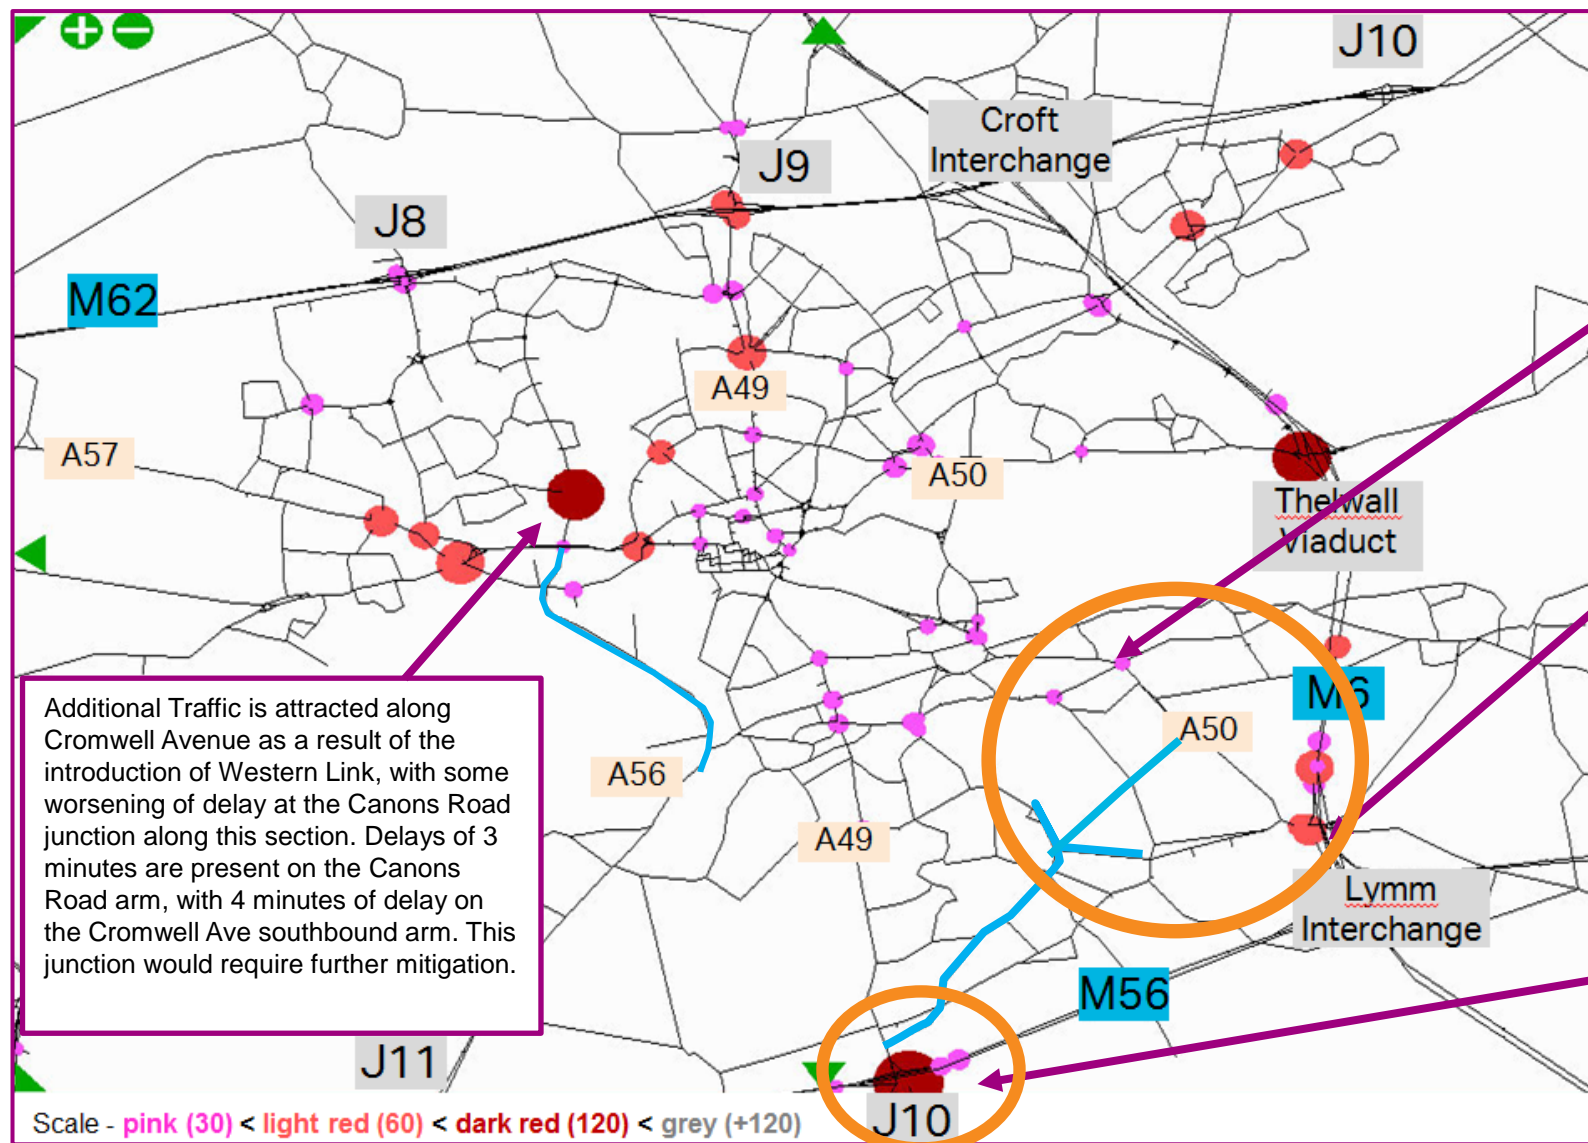 J10
Croft
Interchange
J9
J8
M62
A49
A57
A50
Thelwall
Viaduct
M6
A50
A56
A49
Lymm
Interchange
M56
Additional Traffic is attracted along
Cromwell Avenue as a result of the
introduction of Western Link, with some
worsening of delay at the Canons Road
junction along this section. Delays of 3
minutes are present on the Canons
Road arm, with 4 minutes of delay on
the Cromwell Ave southbound arm. This
junction would require further mitigation.
J11
J10
Scale - pink (30) < light red (60) < dark red (120) < grey (+120)